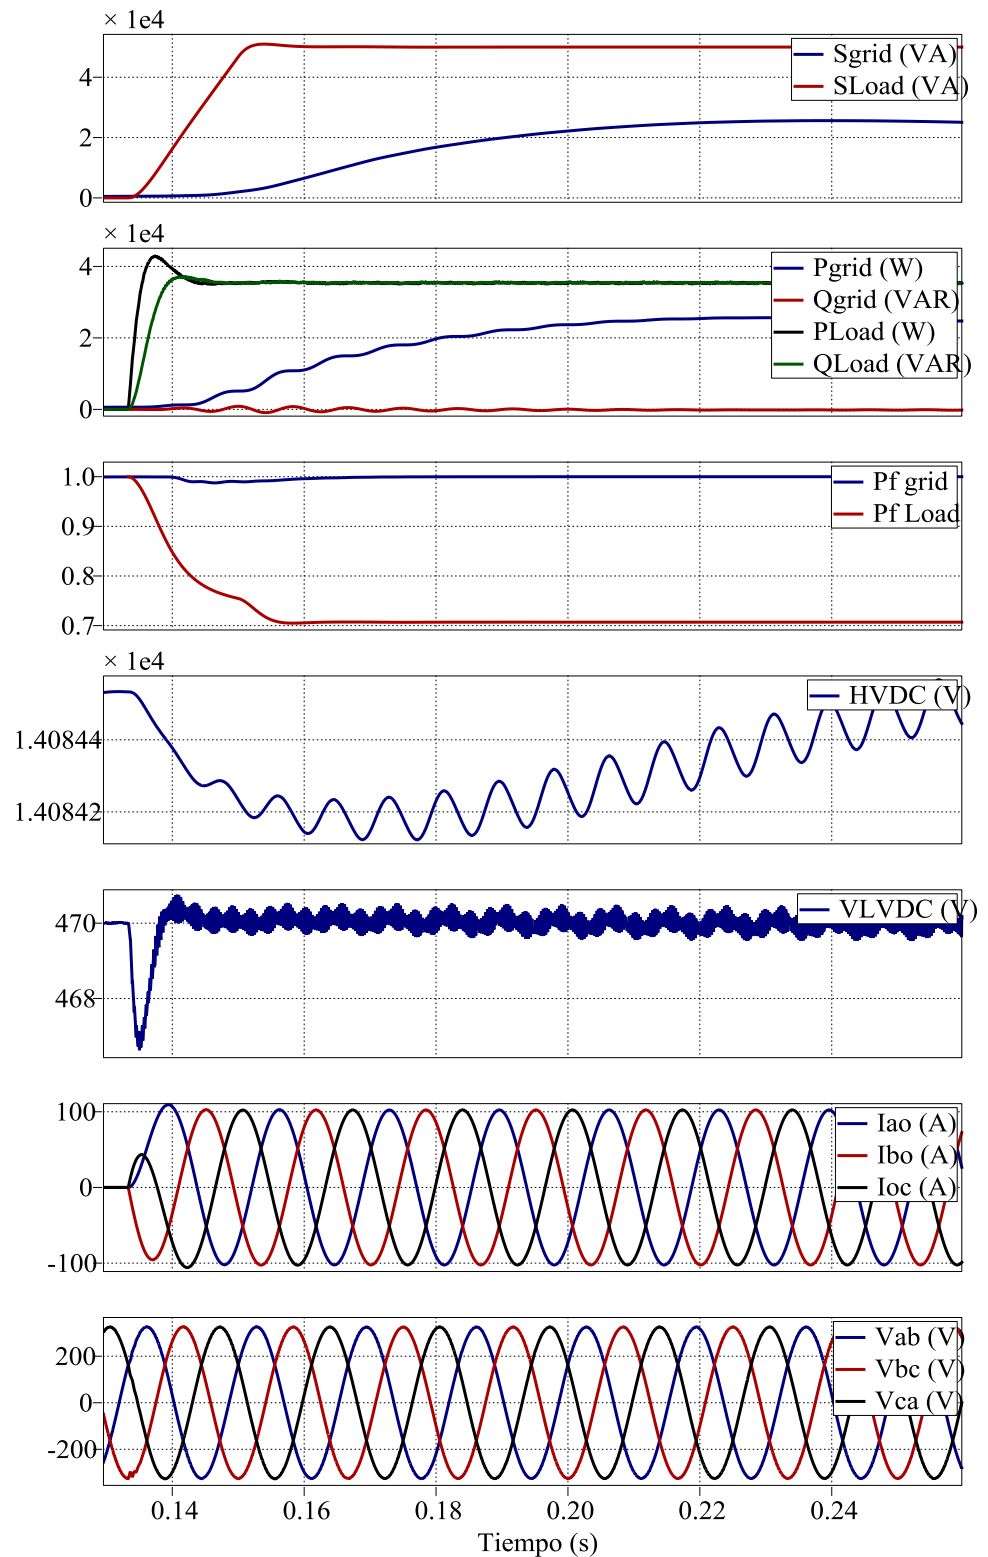 × 1e4
Sgrid (VA)
SLoad (VA)
4
2
0
× 1e4
Pgrid (W)
Qgrid (VAR)
PLoad (W)
QLoad (VAR)
4
2
0
Pf grid
Pf Load
1.0
0.9
0.8
0.7
× 1e4
HVDC (V)
1.40844
1.40842
VLVDC (V)
470
468
Iao (A)
Ibo (A)
Ioc (A)
100
0
-100
Vab (V)
Vbc (V)
Vca (V)
200
0
-200
0.14 0.16 0.18 0.20 0.22 0.24
Tiempo (s)